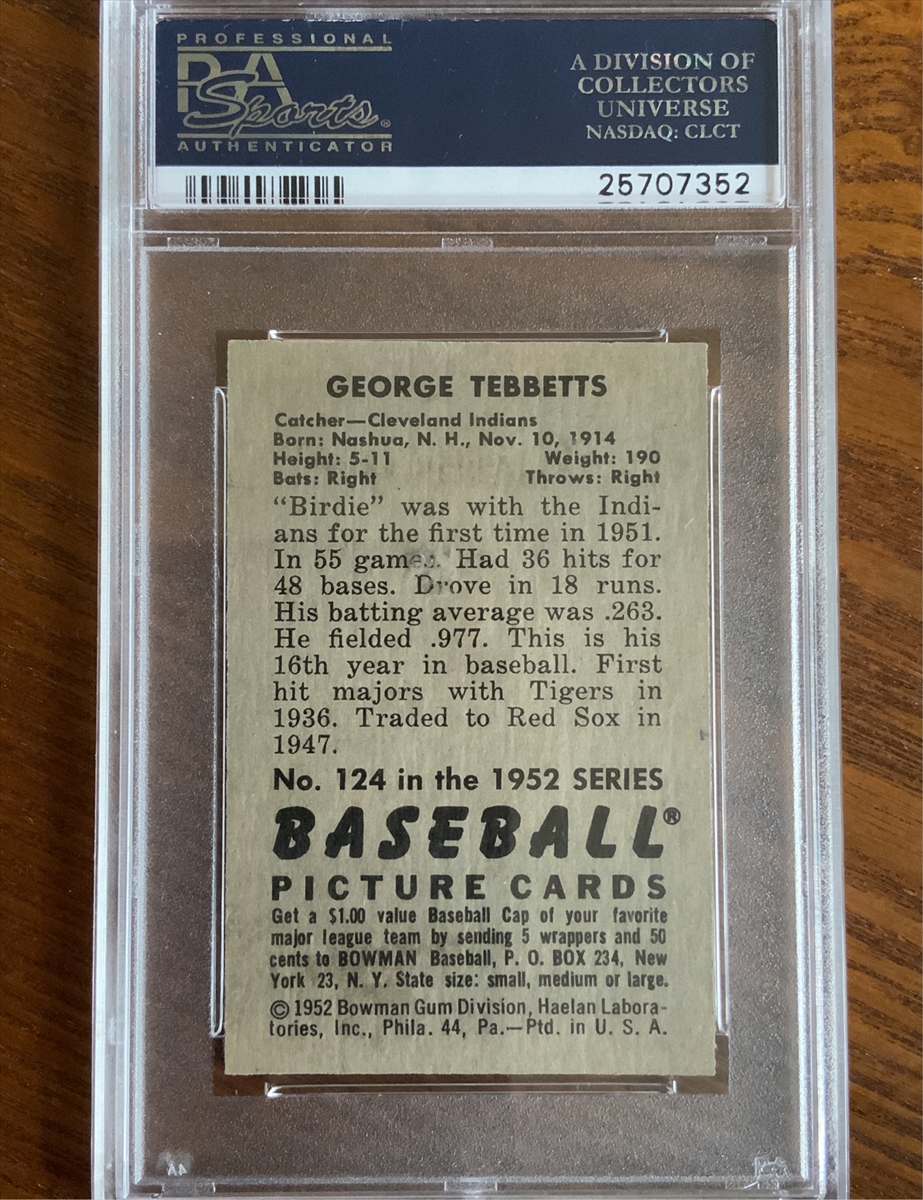 PROFESSIONAL
PSA
Sports®
AUTHENTICATOR
A DIVISION OF
COLLECTORS
UNIVERSE
NASDAQ: CLCT
25707352
GEORGE TEBBETTS
Catcher—Cleveland Indians
Born: Nashua, N. H., Nov. 10, 1914
Height: 5-11 Weight: 190
Bats: Right Throws: Right
“Birdie” was with the Indi-
ans for the first time in 1951.
In 55 games. Had 36 hits for
48 bases. Drove in 18 runs.
His batting average was .263.
He fielded .977. This is his
16th year in baseball. First
hit majors with Tigers in
1936. Traded to Red Sox in
1947.
No. 124 in the 1952 SERIES
BASEBALL®
PICTURE CARDS
Get a $1.00 value Baseball Cap of your favorite
major league team by sending 5 wrappers and 50
cents to BOWMAN Baseball, P. O. BOX 234, New
York 23, N. Y. State size: small, medium or large.
© 1952 Bowman Gum Division, Haelan Labora-
tories, Inc., Phila. 44, Pa.—Ptd. in U. S. A.